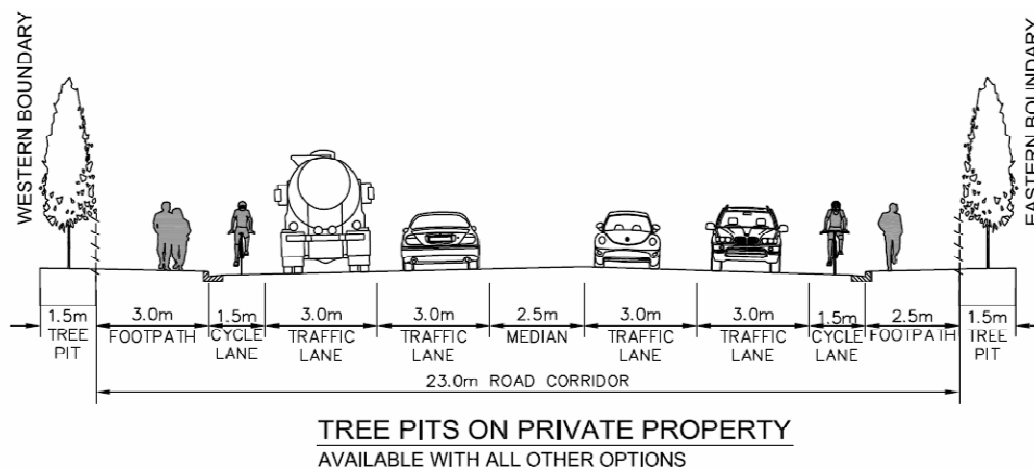 WESTERN BOUNDARY
EASTERN BOUNDARY
1.5m
TREE
PIT
3.0m
FOOTPATH
1.5m
CYCLE
LANE
3.0m
TRAFFIC
LANE
3.0m
TRAFFIC
LANE
2.5m
MEDIAN
3.0m
TRAFFIC
LANE
3.0m
TRAFFIC
LANE
1.5m
CYCLE
LANE
2.5m
FOOTPATH
1.5m
TREE
PIT
23.0m ROAD CORRIDOR
TREE PITS ON PRIVATE PROPERTY
AVAILABLE WITH ALL OTHER OPTIONS